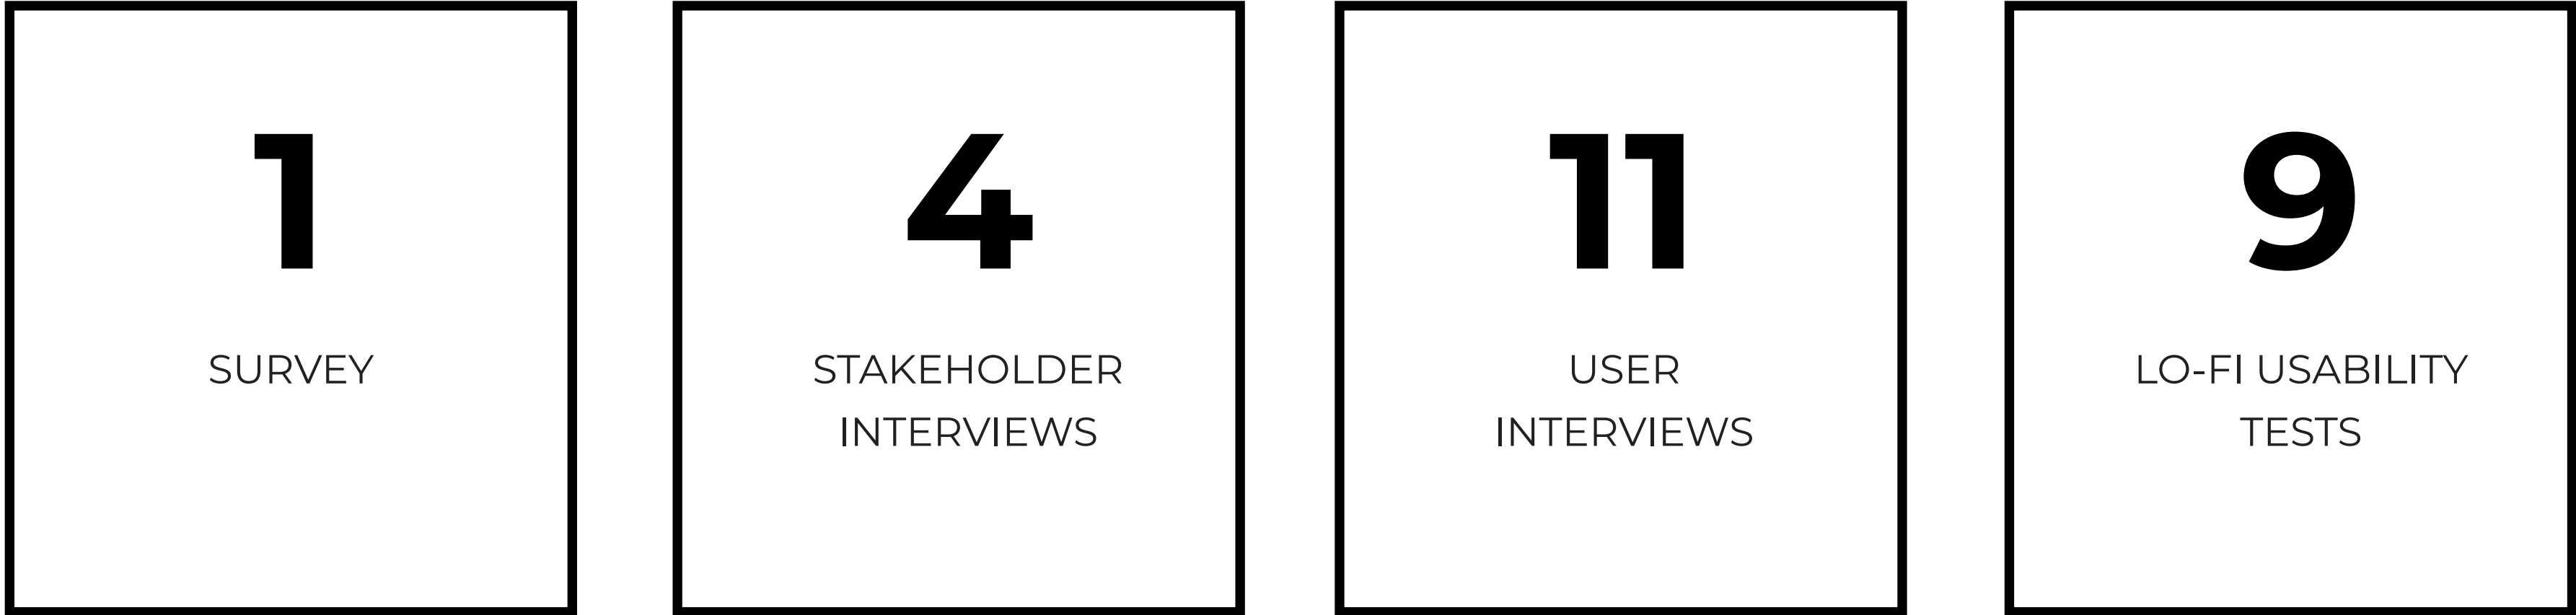 1
SURVEY
4
STAKEHOLDER
INTERVIEWS
11
USER
INTERVIEWS
9
LO-FI USABILITY
TESTS